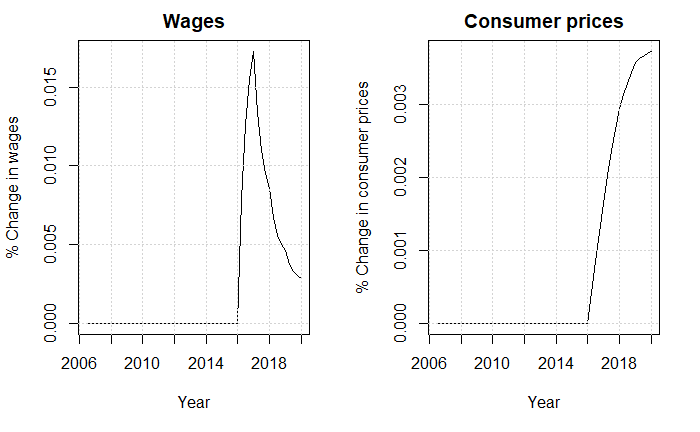 Wages
% Change in wages
0.015
0.010
0.005
0.000
2006 2010 2014 2018
Year
Consumer prices
% Change in consumer prices
0.003
0.002
0.001
0.000
2006 2010 2014 2018
Year